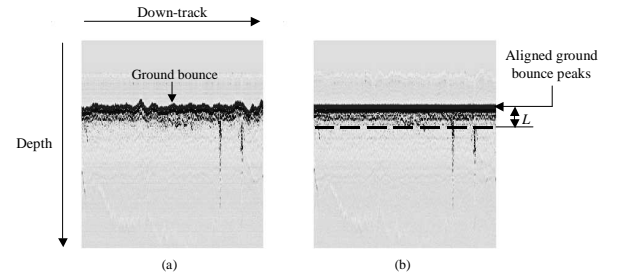 Down-track
Ground bounce
Aligned ground
bounce peaks
L
Depth
(a)
(b)